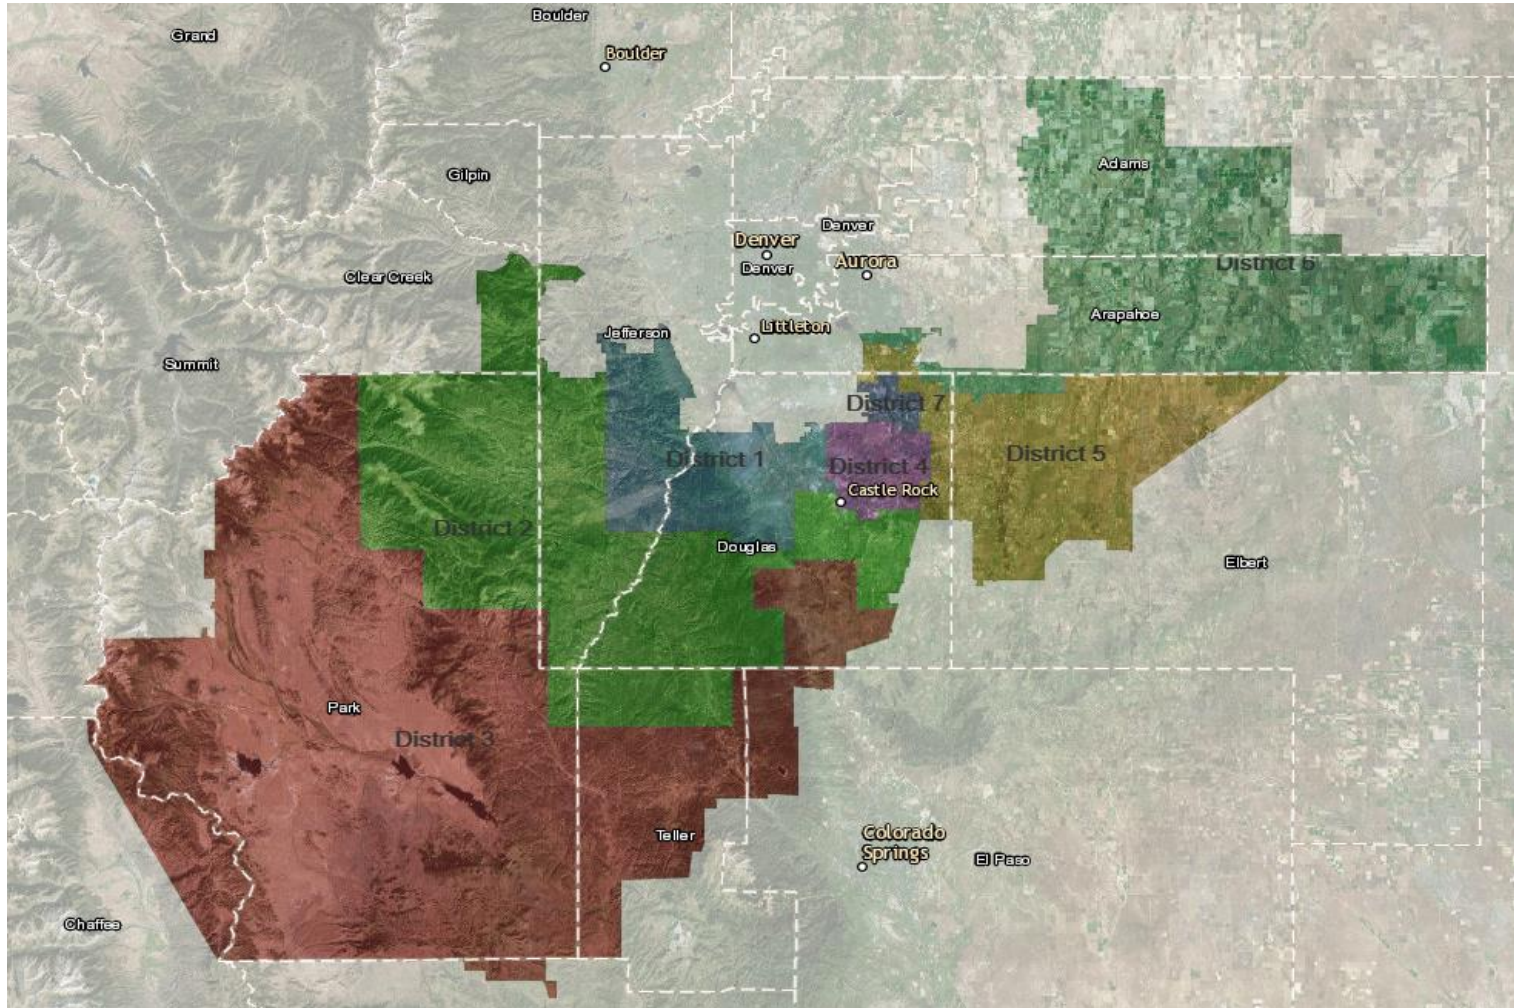 Boulder
Grand
Boulder
Adams
Gilpin
Denver
Denver
Denver
Aurora
District 6
Clear Creek
Arapahoe
Littleton
Jefferson
Summit
District 7
District 5
District 1
District 4
Castle Rock
District 2
Douglas
Elbert
Park
District 3
Teller
Colorado
Springs
El Paso
Chaffee